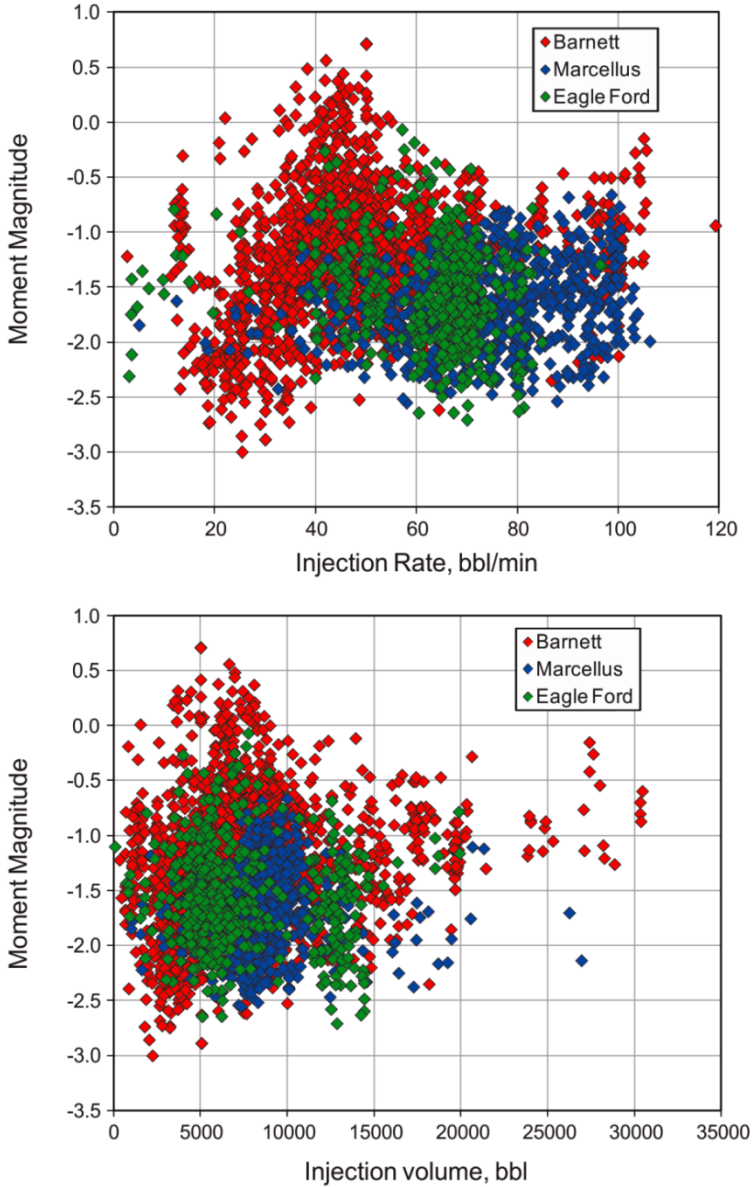 1.0
0.5
0.0
-0.5
-1.0
-1.5
-2.0
-2.5
-3.0
-3.5
Moment Magnitude
Barnett
Marcellus
Eagle Ford
0 20 40 60 80 100 120
Injection Rate, bbl/min
1.0
0.5
0.0
-0.5
-1.0
-1.5
-2.0
-2.5
-3.0
-3.5
Moment Magnitude
Barnett
Marcellus
Eagle Ford
0 5000 10000 15000 20000 25000 30000 35000
Injection volume, bbl